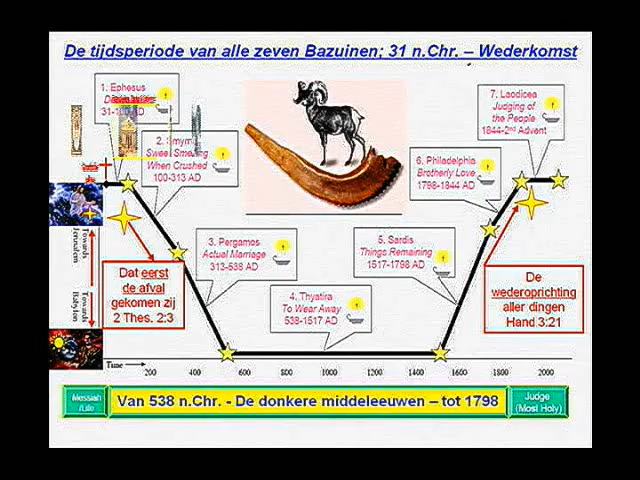 De tijdsperiode van alle zeven Bazuinen; 31 n.Chr. – Wederkomst
1. Ephesus
31-100 AD
2. Smyrna
Sweet Smelling
When Crushed
100-313 AD
3. Pergamos
Actual Marriage
313-538 AD
4. Thyatira
To Wear Away
538-1517 AD
5. Sardis
Things Remaining
1517-1798 AD
6. Philadelphia
Brotherly Love
1798-1844 AD
7. Laodicea
Judging of
the People
1844-2nd Advent
Towards
Jerusalem
Towards
Babylon
Dat eerst
de afval
gekomen zij
2 Thes. 2:3
De
wederoprichting
aller dingen
Hand 3:21
Time
200 400 600 800 1000 1200 1400 1600 1800 2000
Messiah
/Life
Van 538 n.Chr. - De donkere middeleeuwen – tot 1798
Judge
(Most Holy)